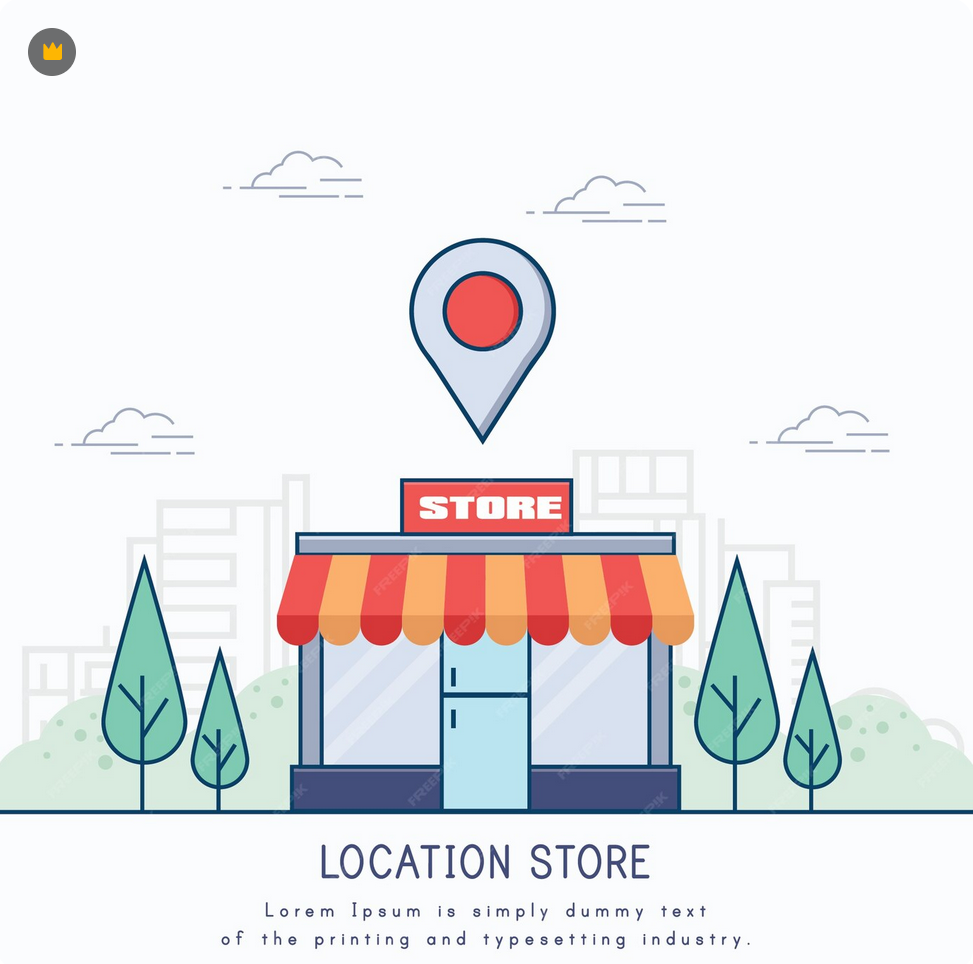 STORE
LOCATION STORE
Lorem Ipsum is simply dummy text
of the printing and typesetting industry.